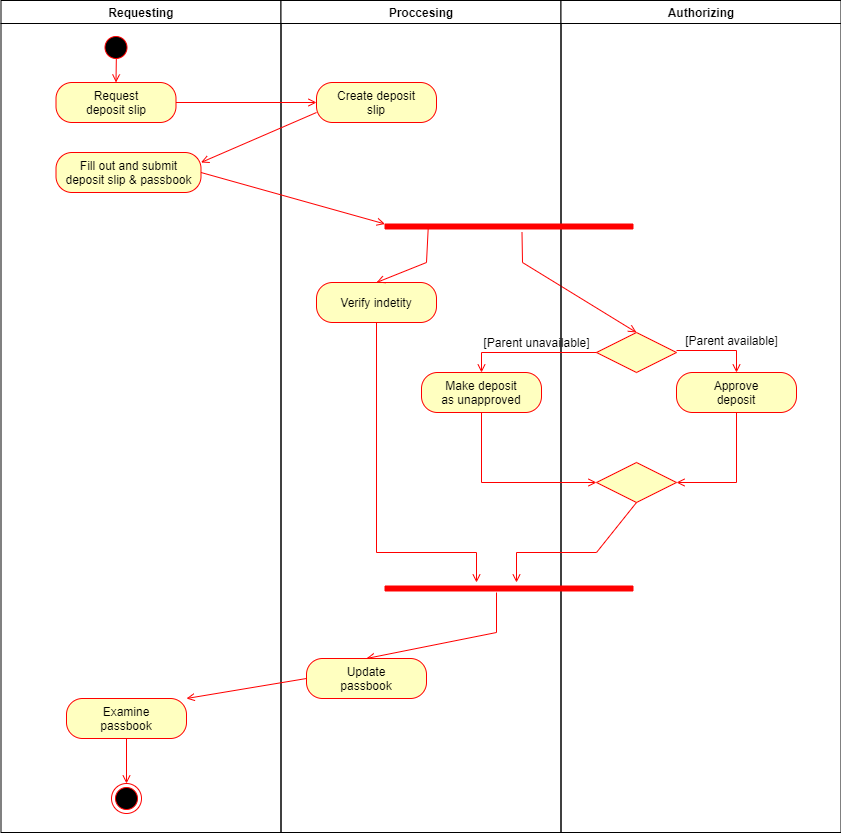 Requesting
Proccesing
Authorizing
Request
deposit slip
Create deposit
slip
Fill out and submit
deposit slip & passbook
Verify indetity
[Parent unavailable]
[Parent available]
Make deposit
as unapproved
Approve
deposit
Update
passbook
Examine
passbook